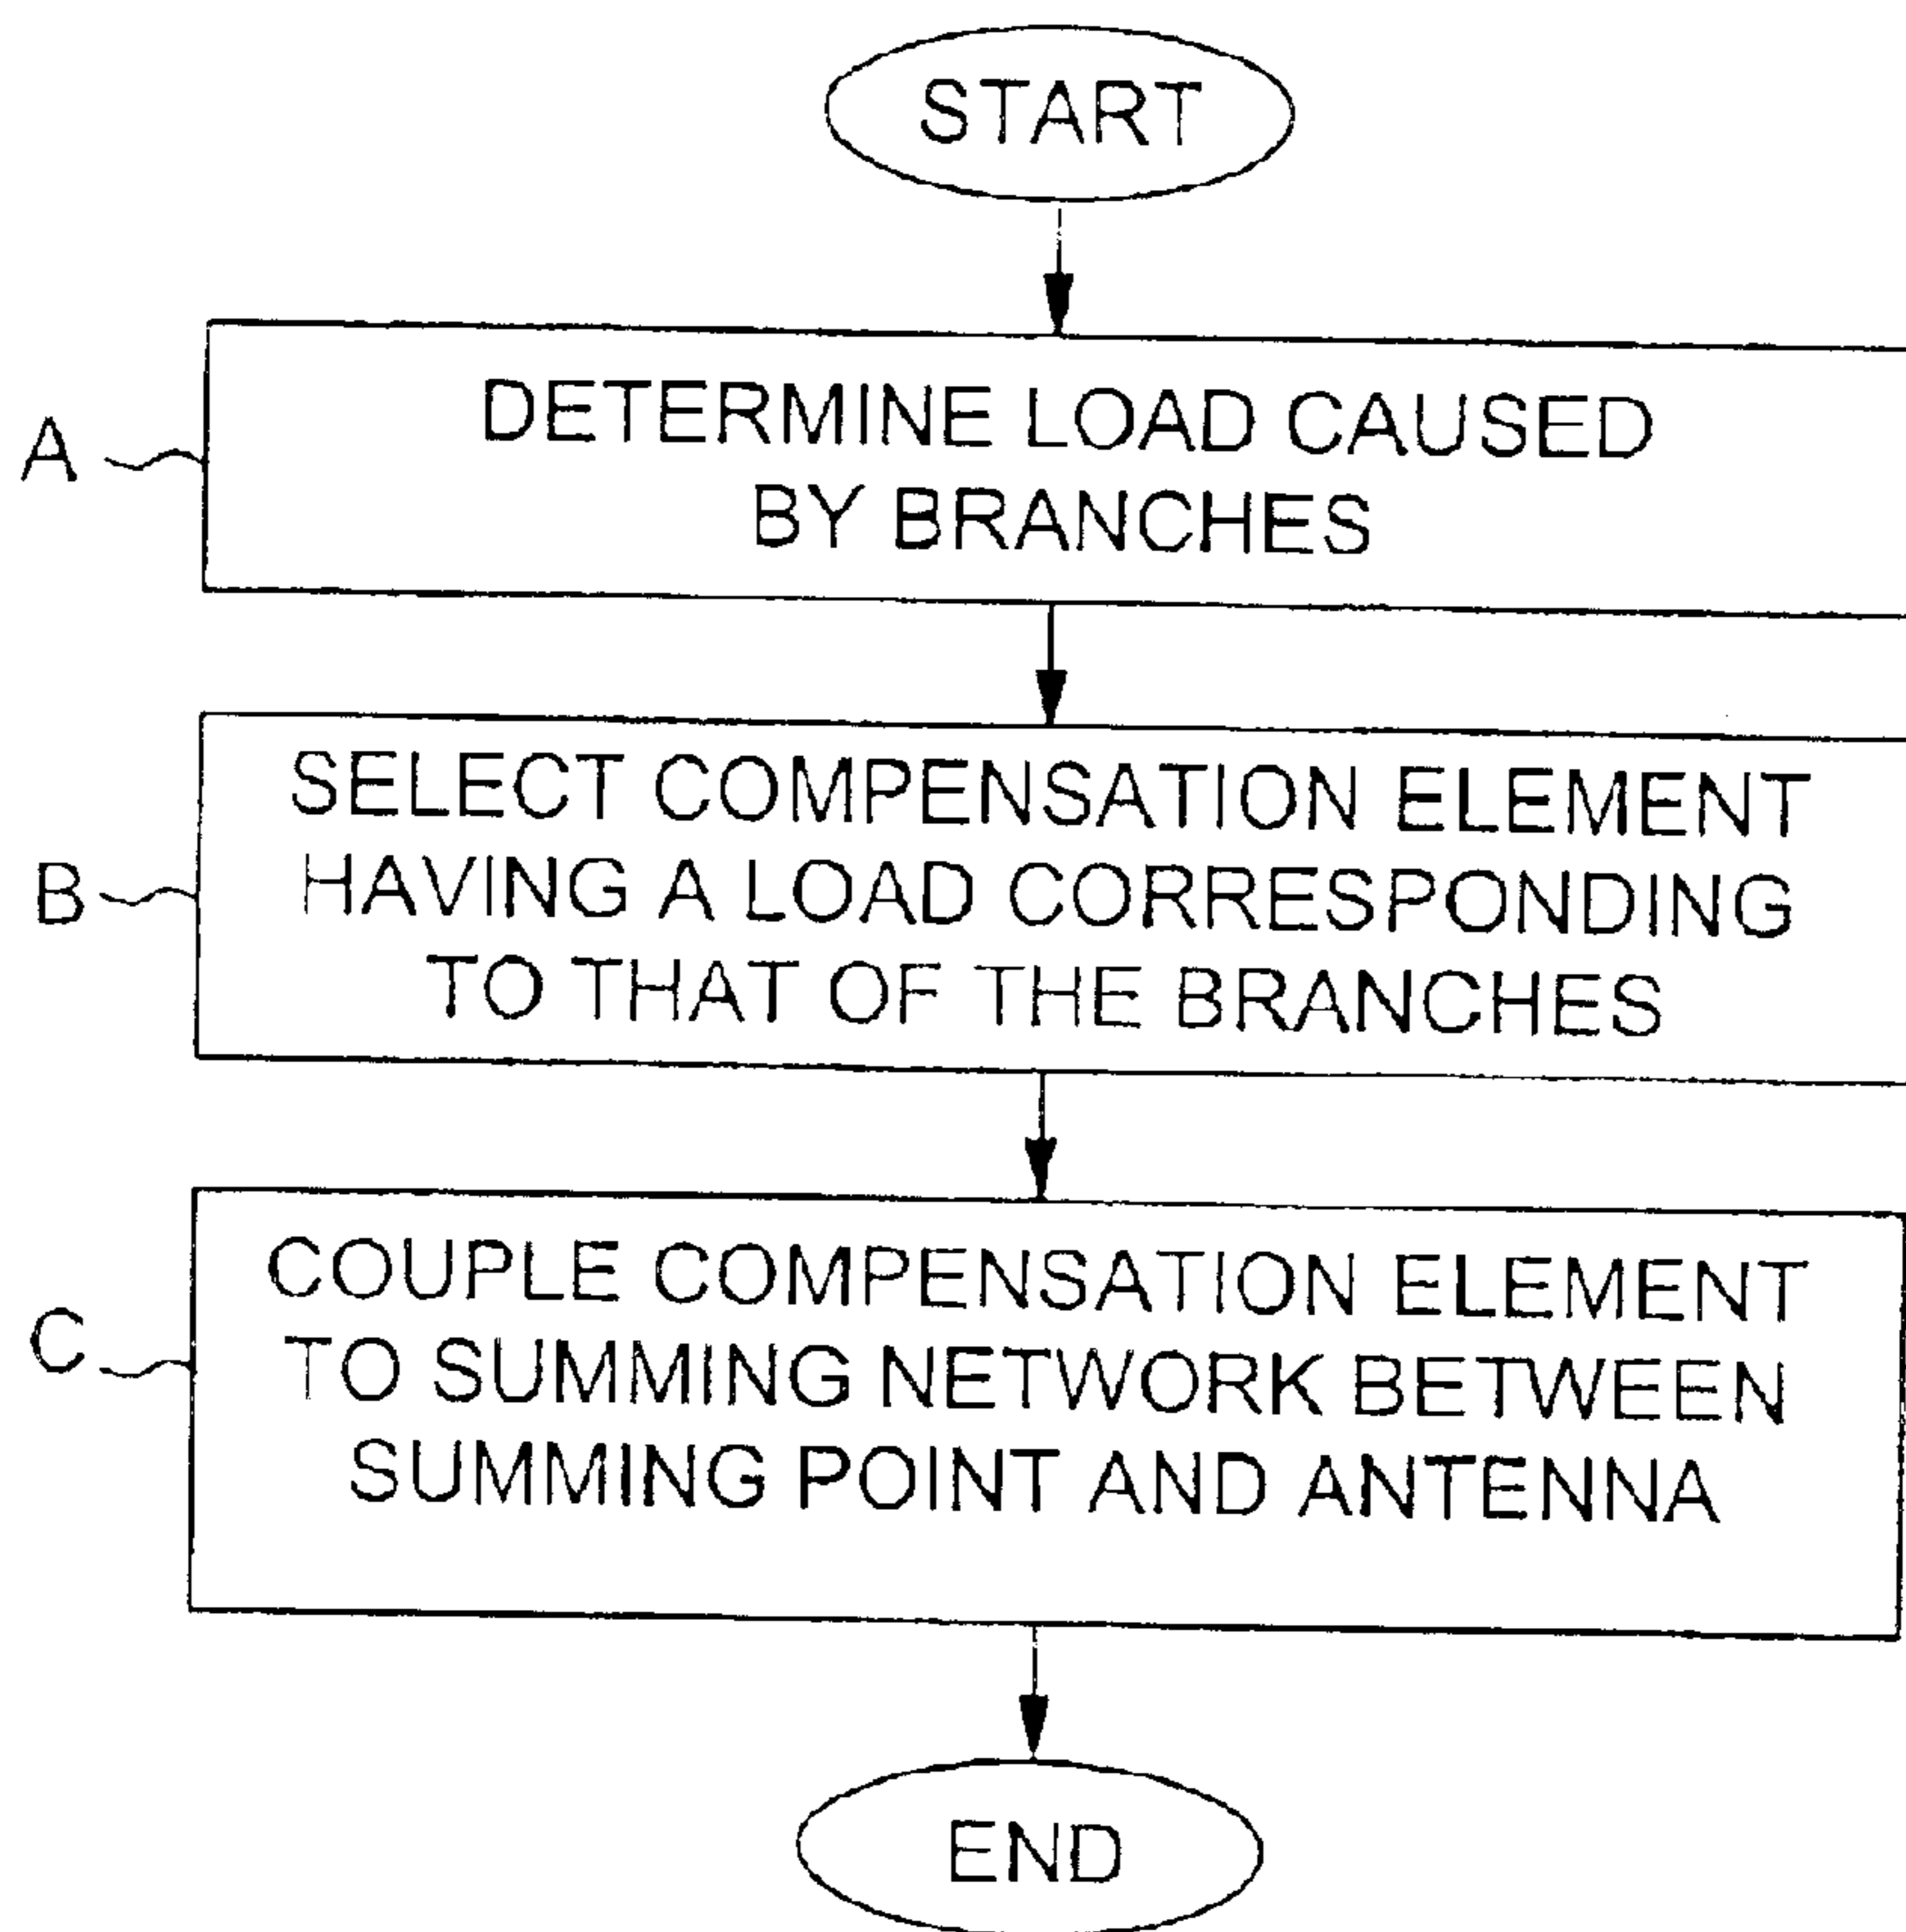 START
A
DETERMINE LOAD CAUSED
BY BRANCHES
B
SELECT COMPENSATION ELEMENT
HAVING A LOAD CORRESPONDING
TO THAT OF THE BRANCHES
C
COUPLE COMPENSATION ELEMENT
TO SUMMING NETWORK BETWEEN
SUMMING POINT AND ANTENNA
END